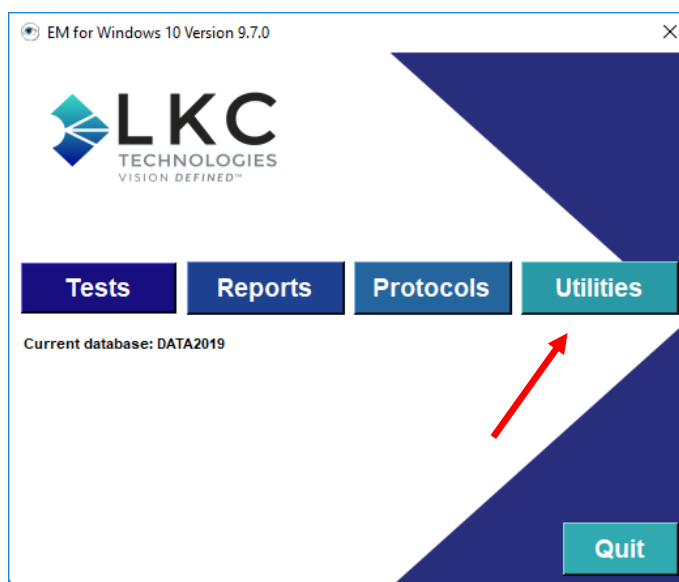 EM for Windows 10 Version 9.7.0
LKC
TECHNOLOGIES
VISION DEFINED™
Tests Reports Protocols Utilities
Current database: DATA2019
Quit